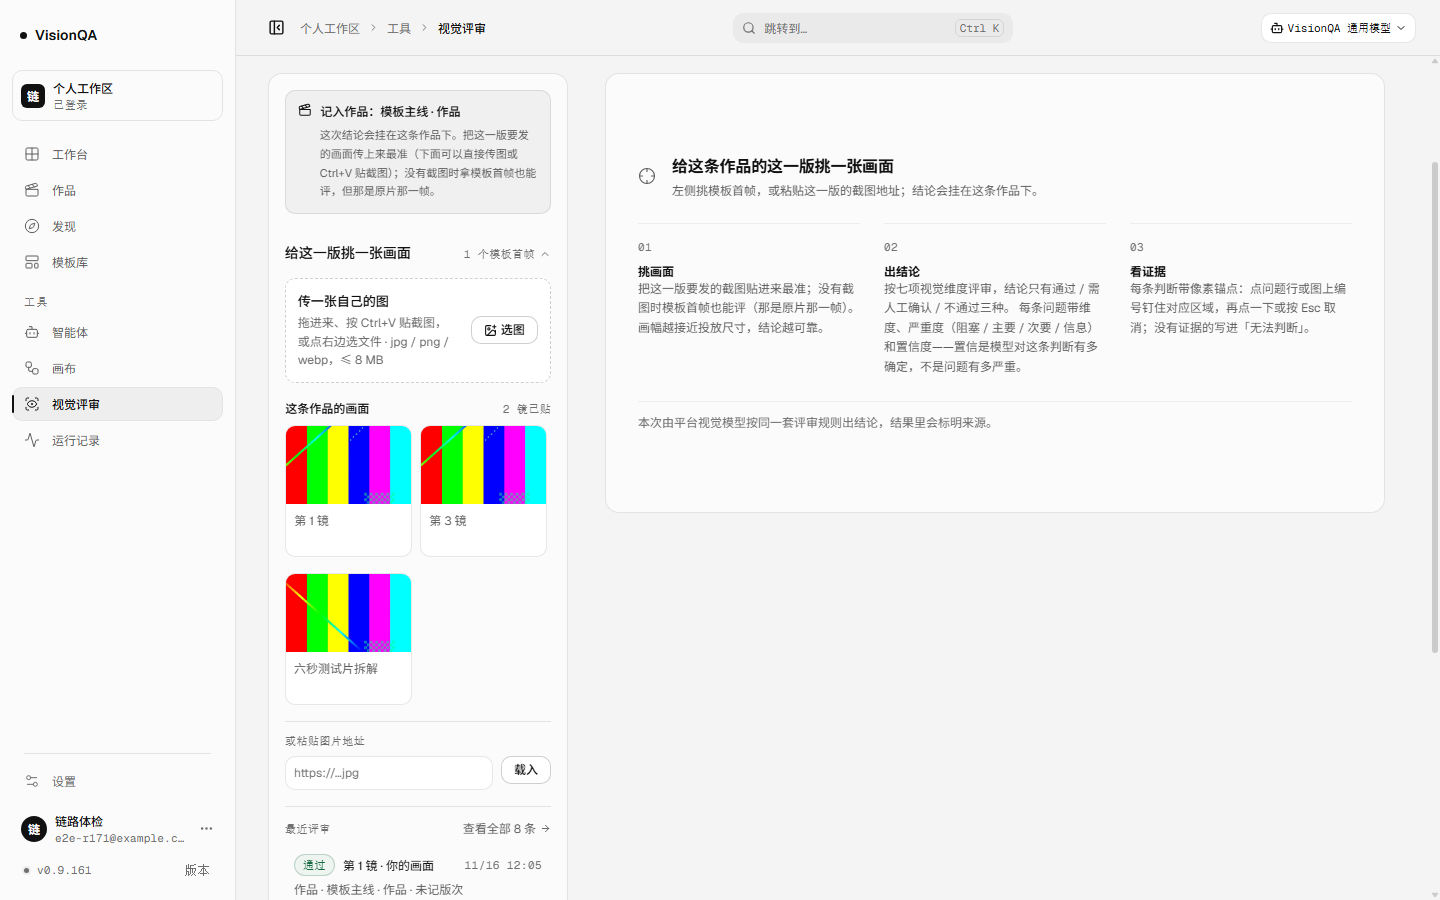 VisionQA
链
个人工作区
己登录
工作台
作品
发现
模板库
工具
智能体
画布
视觉评审
运行记录
设置
链
链路体检
e2e-r171@example.c…
v0.9.161
版本
个人工作区
工具
视觉评审
跳转到…
Ctrl K
VisionQA 通用模型
记入作品：模板主线 · 作品
这次结论会挂在这条作品下。把这一版要发
的画面传上来最准（下面可以直接传图或
Ctrl+V 贴截图）；没有截图时拿模板首帧也能
评，但那是原片那一帧。
给这一版挑一张画面
1 个模板首帧
传一张自己的图
拖进来、按 Ctrl+V 贴截图，
或点右边选文件 · jpg / png /
webp，≤ 8 MB
选图
这条作品的画面
2 镜己贴
第 1 镜
第 3 镜
六秒测试片拆解
或粘贴图片地址
https://…jpg
载入
最近评审
查看全部 8 条 →
通过
第 1 镜 · 你的画面
11/16 12:05
作品 · 模板主线 · 作品 · 未记版次
给这条作品的这一版挑一张画面
左侧挑模板首帧，或粘贴这一版的截图地址；结论会挂在这条作品下。
01
挑画面
把这一版要发的截图贴进来最准；没有截
图时模板首帧也能评（那是原片那一帧）。
画幅越接近投放尺寸，结论越可靠。
02
出结论
按七项视觉维度评审，结论只有通过 / 需
人工确认 / 不通过三种。 每条问题带维
度、严重度（阻塞 / 主要 / 次要 / 信息）
和置信度——置信是模型对这条判断有多
确定，不是问题有多严重。
03
看证据
每条判断带像素锚点：点问题行或图上编
号钉住对应区域，再点一下或按 Esc 取
消；没有证据的写进「无法判断」。
本次由平台视觉模型按同一套评审规则出结论，结果里会标明来源。